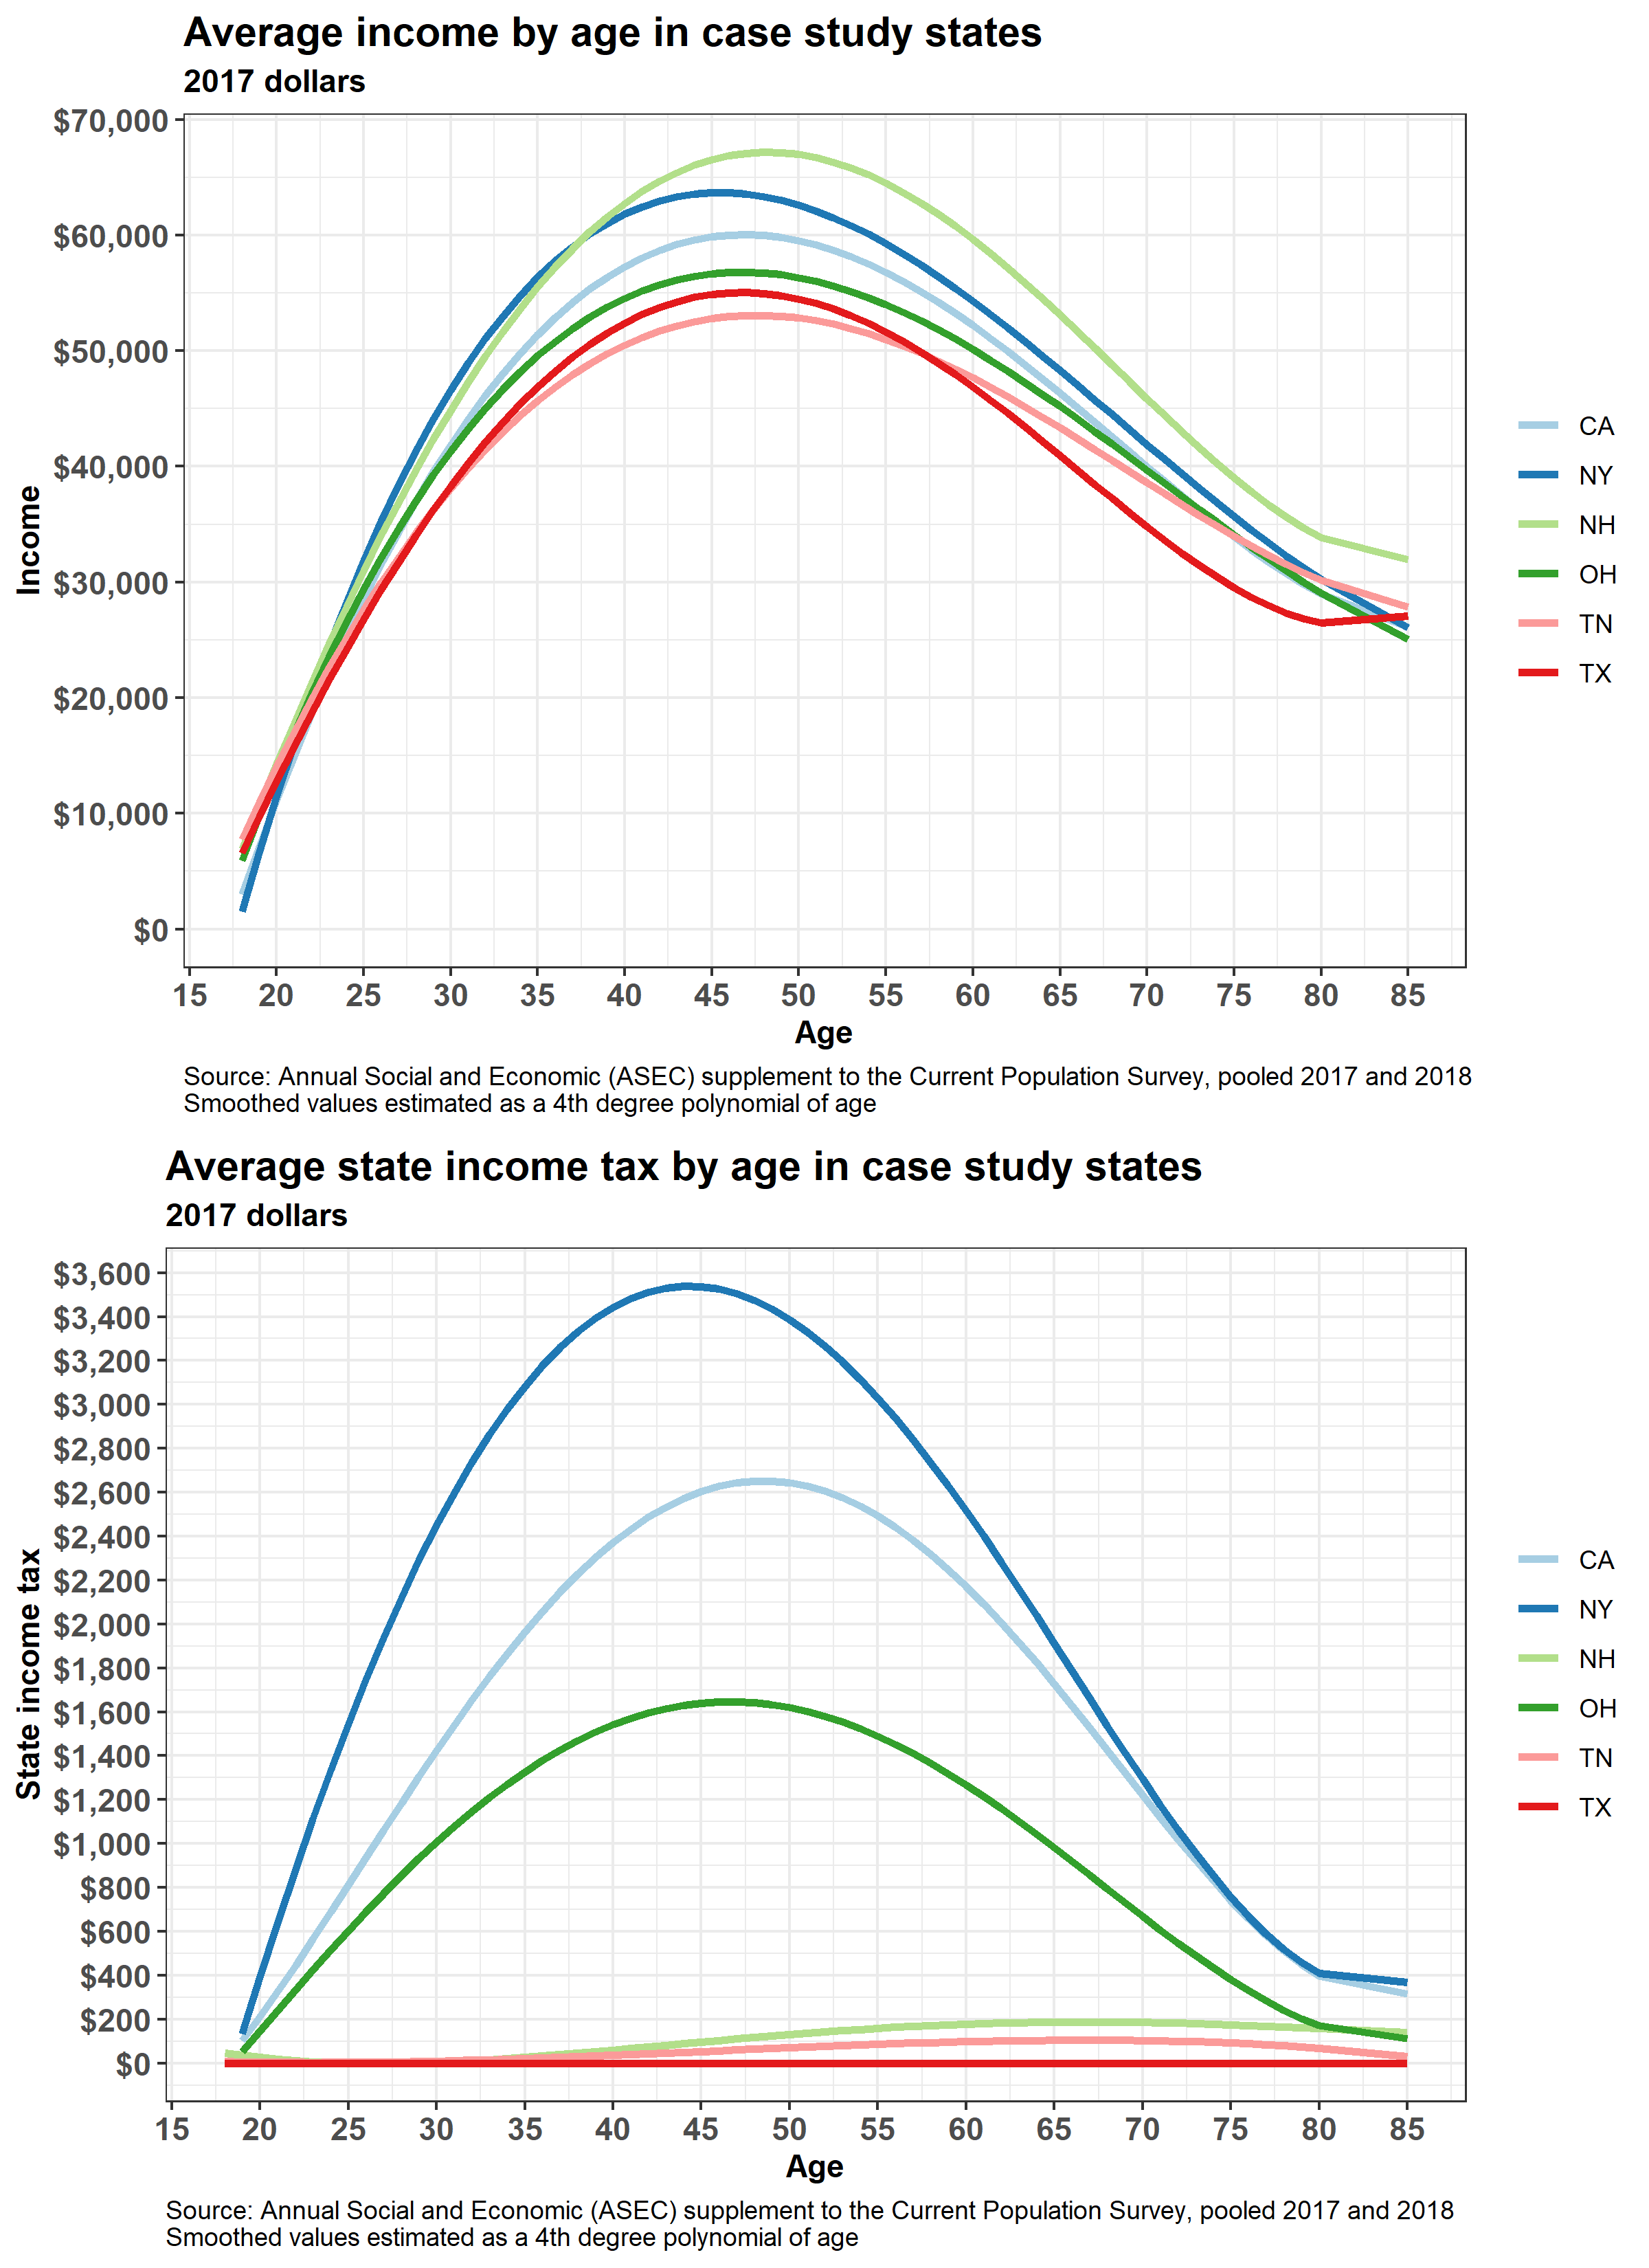 Average income by age in case study states
2017 dollars
$70,000
$60,000
$50,000
$40,000
$30,000
$20,000
$10,000
$0
Income
15 20 25 30 35 40 45 50 55 60 65 70 75 80 85
Age
CA
NY
NH
OH
TN
TX
Source: Annual Social and Economic (ASEC) supplement to the Current Population Survey, pooled 2017 and 2018
Smoothed values estimated as a 4th degree polynomial of age
Average state income tax by age in case study states
2017 dollars
$3,600
$3,400
$3,200
$3,000
$2,800
$2,600
$2,400
$2,200
$2,000
$1,800
$1,600
$1,400
$1,200
$1,000
$800
$600
$400
$200
$0
State income tax
15 20 25 30 35 40 45 50 55 60 65 70 75 80 85
Age
CA
NY
NH
OH
TN
TX
Source: Annual Social and Economic (ASEC) supplement to the Current Population Survey, pooled 2017 and 2018
Smoothed values estimated as a 4th degree polynomial of age